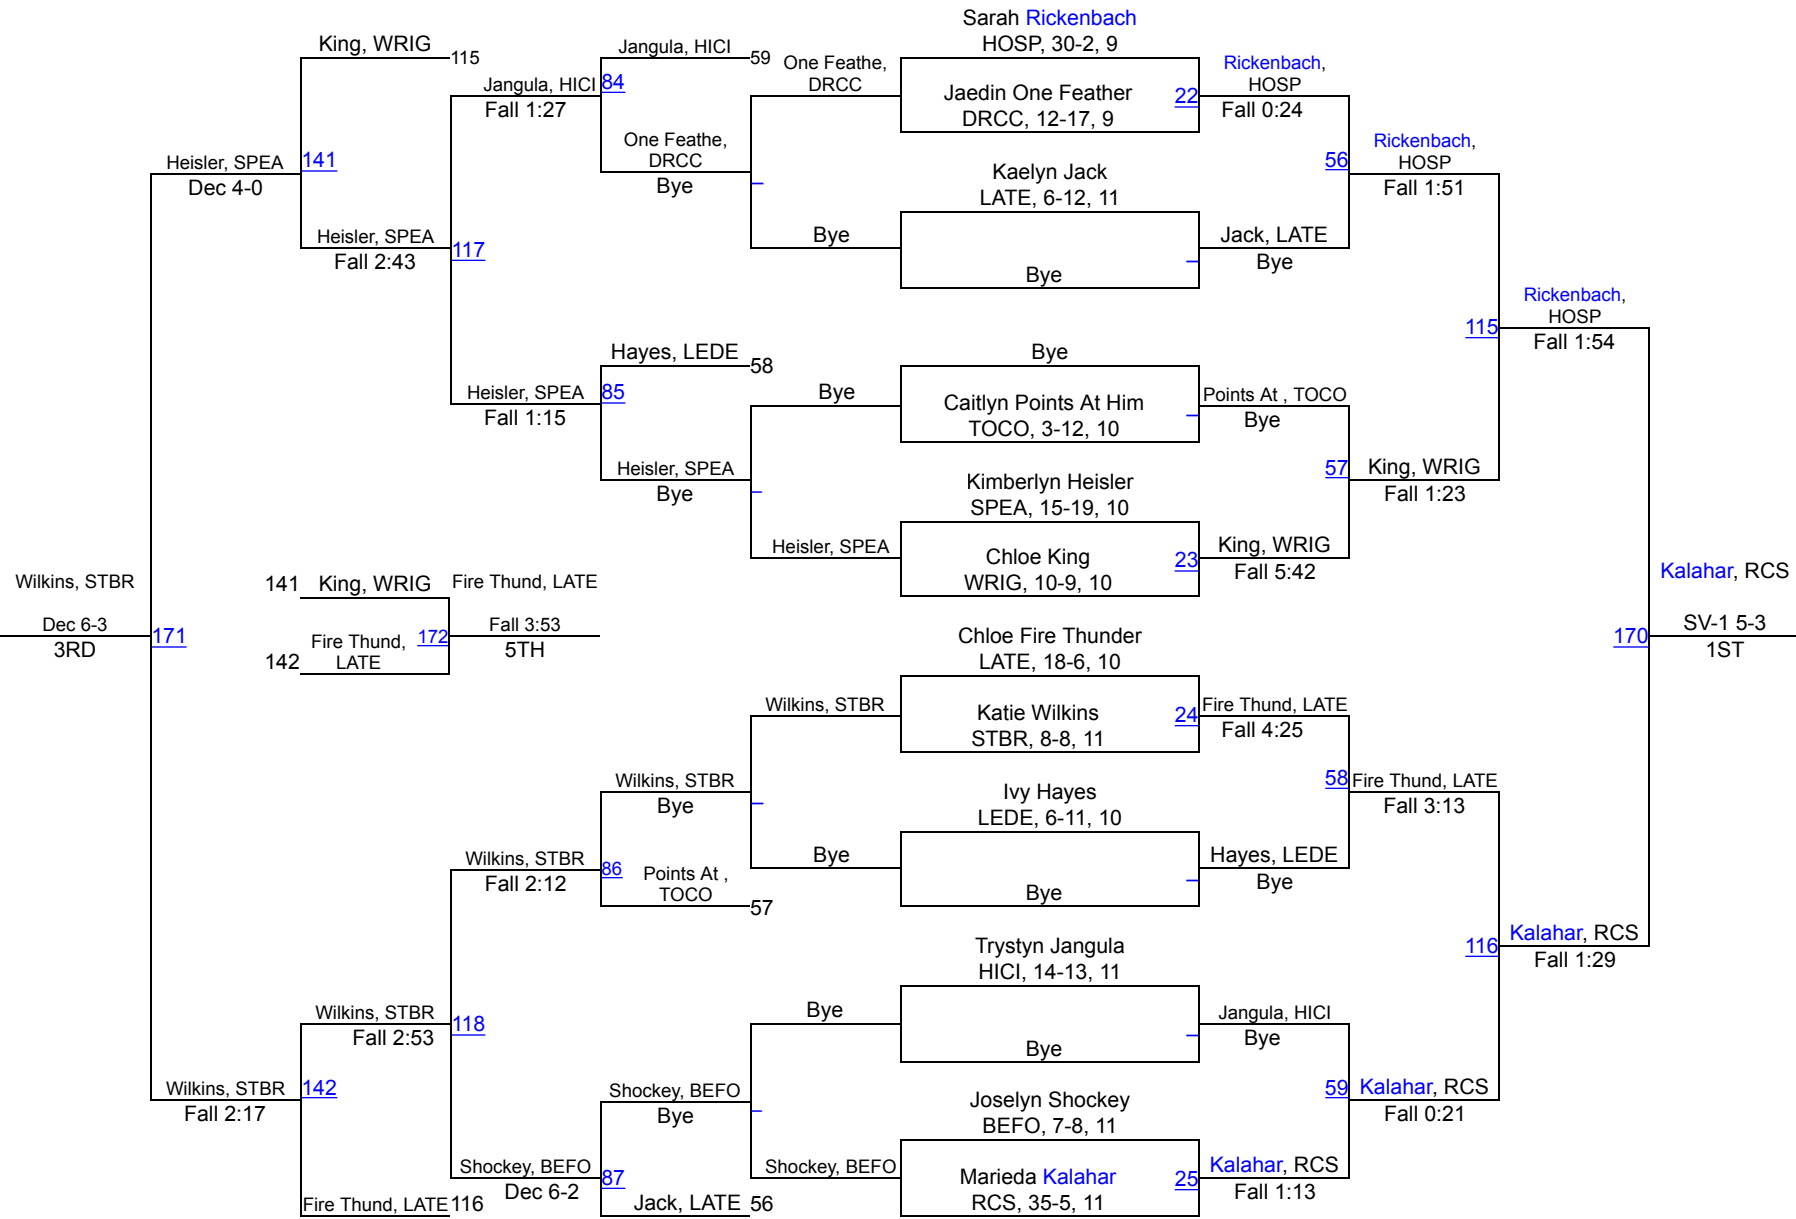 Sarah Rickenbach
HOSP, 30-2, 9
Jaedin One Feather
DRCC, 12-17, 9
22
Kaelyn Jack
LATE, 6-12, 11
Bye
Bye
Caitlyn Points At Him
TOCO, 3-12, 10
Kimberlyn Heisler
SPEA, 15-19, 10
Chloe King
WRIG, 10-9, 10
23
Chloe Fire Thunder
LATE, 18-6, 10
Katie Wilkins
STBR, 8-8, 11
24
Ivy Hayes
LEDE, 6-11, 10
Bye
Trystyn Jangula
HICI, 14-13, 11
Bye
Joselyn Shockey
BEFO, 7-8, 11
Marieda Kalahar
RCS, 35-5, 11
25
Rickenbach,
HOSP
Fall 0:24
56
Jack, LATE
Bye
Points At , TOCO
Bye
57
King, WRIG
Fall 5:42
Fire Thund, LATE
Fall 4:25
58
Hayes, LEDE
Bye
Jangula, HICI
Bye
59
Kalahar, RCS
Fall 1:13
Rickenbach,
HOSP
Fall 1:51
115
King, WRIG
Fall 1:23
Fire Thund, LATE
Fall 3:13
116
Kalahar, RCS
Fall 0:21
Rickenbach,
HOSP
Fall 1:54
170
Kalahar, RCS
Fall 1:29
Kalahar, RCS
SV-1 5-3
1ST
One Feathe,
DRCC
Bye
Bye
Heisler, SPEA
Wilkins, STBR
Bye
Bye
Shockey, BEFO
Jangula, HICI
59
84
One Feathe,
DRCC
Bye
Hayes, LEDE
58
85
Heisler, SPEA
Bye
Wilkins, STBR
Bye
86
Points At ,
TOCO
57
Shockey, BEFO
Bye
87
Jack, LATE
56
Jangula, HICI
Fall 1:27
117
Heisler, SPEA
Fall 1:15
Wilkins, STBR
Fall 2:12
118
Shockey, BEFO
Dec 6-2
King, WRIG
115
141
Heisler, SPEA
Fall 2:43
Wilkins, STBR
Fall 2:53
142
Fire Thund, LATE
116
Heisler, SPEA
Dec 4-0
171
Wilkins, STBR
Fall 2:17
Wilkins, STBR
Dec 6-3
3RD
141
King, WRIG
142
Fire Thund,
LATE
172
Fire Thund, LATE
Fall 3:53
5TH